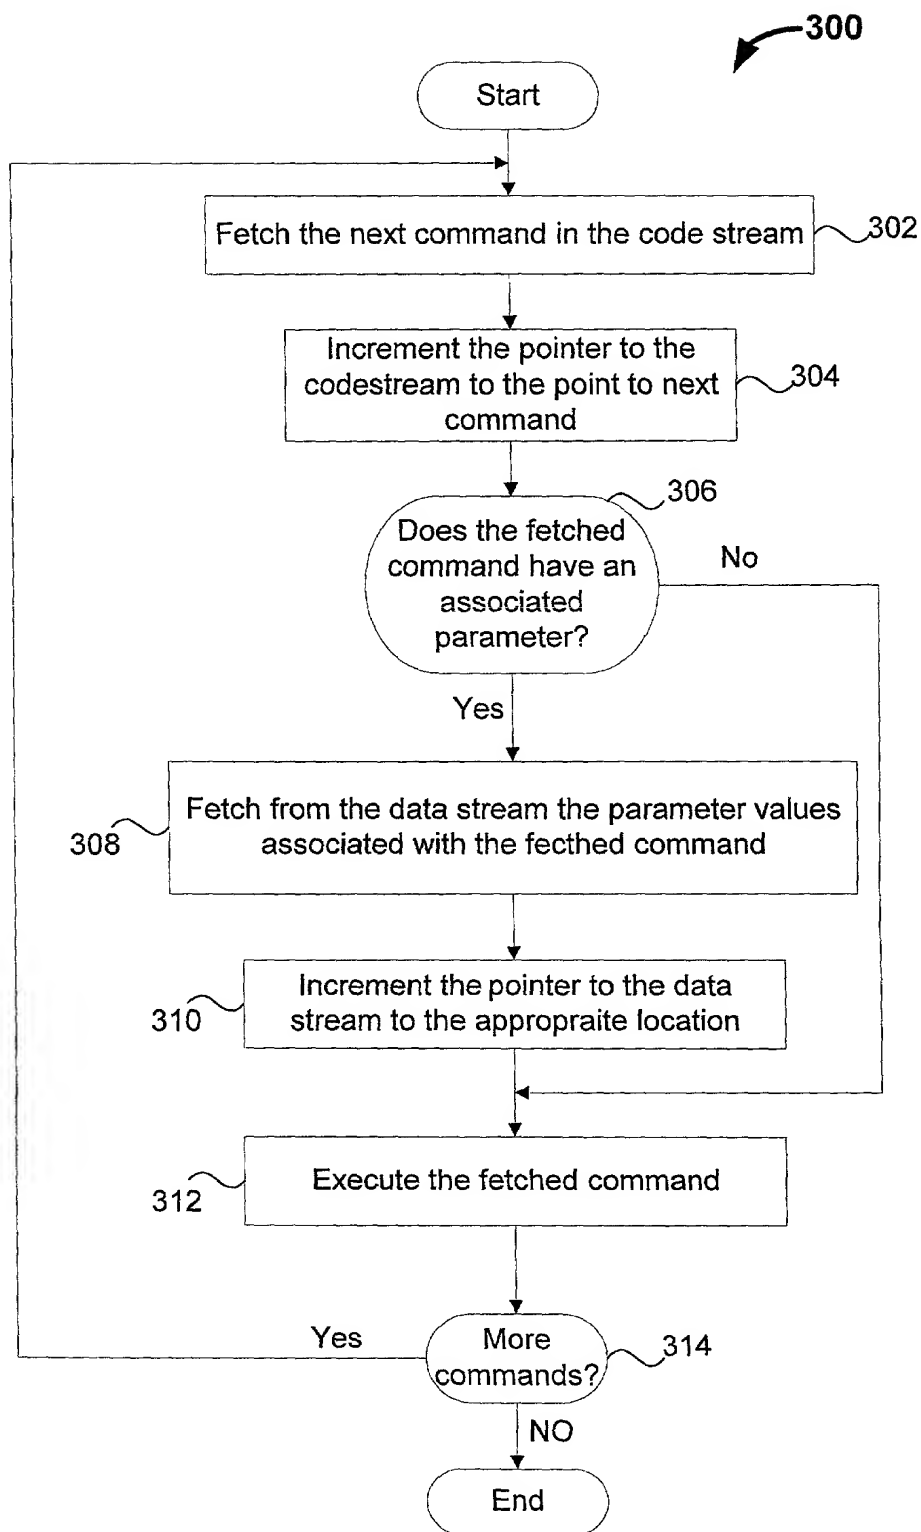 300
Start
Fetch the next command in the code stream
302
Increment the pointer to the
codestream to the point to next
command
304
306
Does the fetched
command have an
associated
parameter?
No
Yes
Fetch from the data stream the parameter values
associated with the fecthed command
308
Increment the pointer to the data
stream to the appropraite location
310
Execute the fetched command
312
Yes
More
commands?
314
NO
End